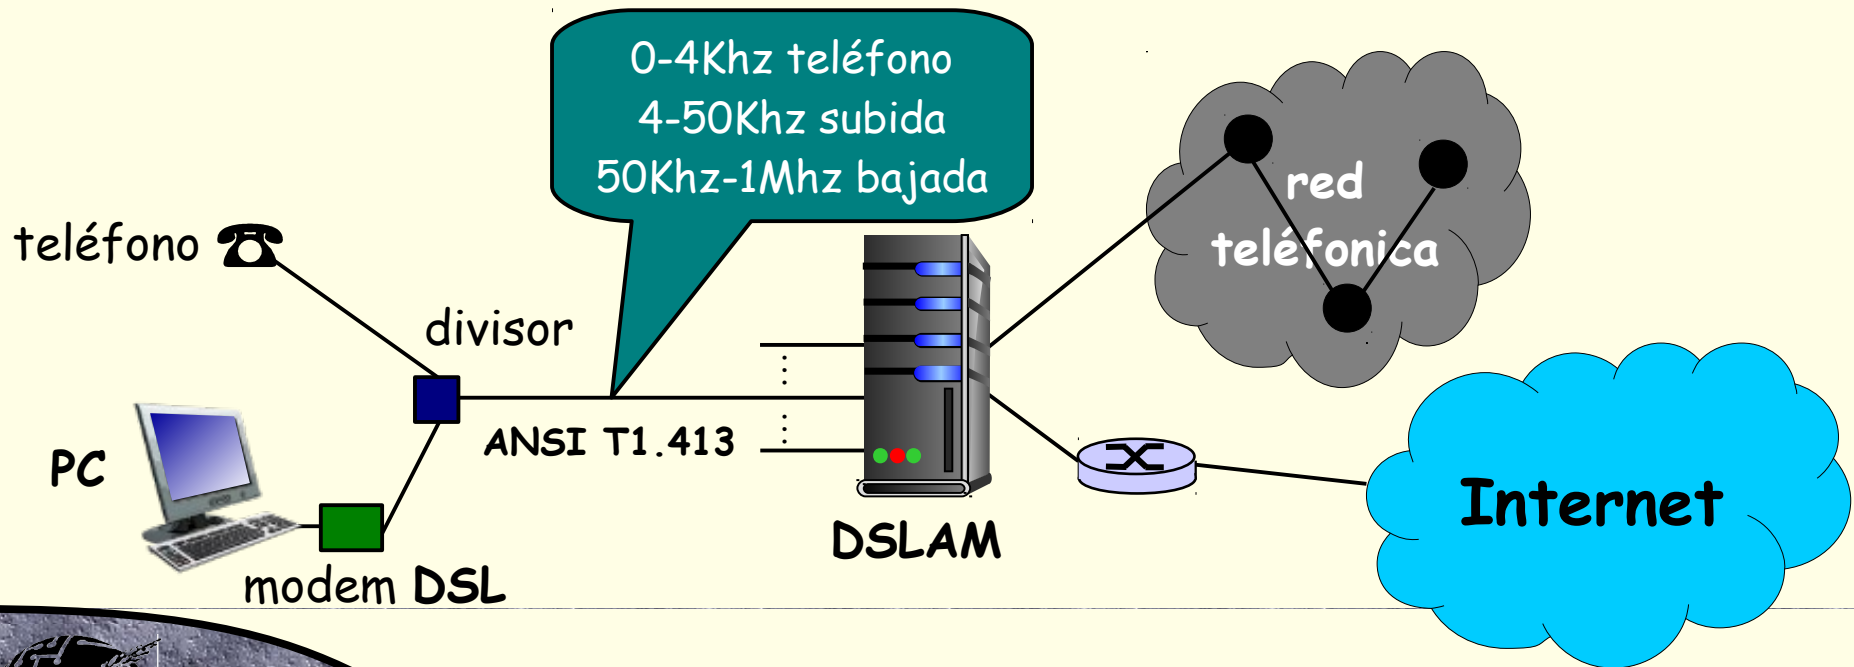 0-4Khz teléfono
4-50Khz subida
50Khz-1Mhz bajada
red
teléfonica
teléfono
divisor
ANSI T1.413
PC
Internet
DSLAM
modem DSL